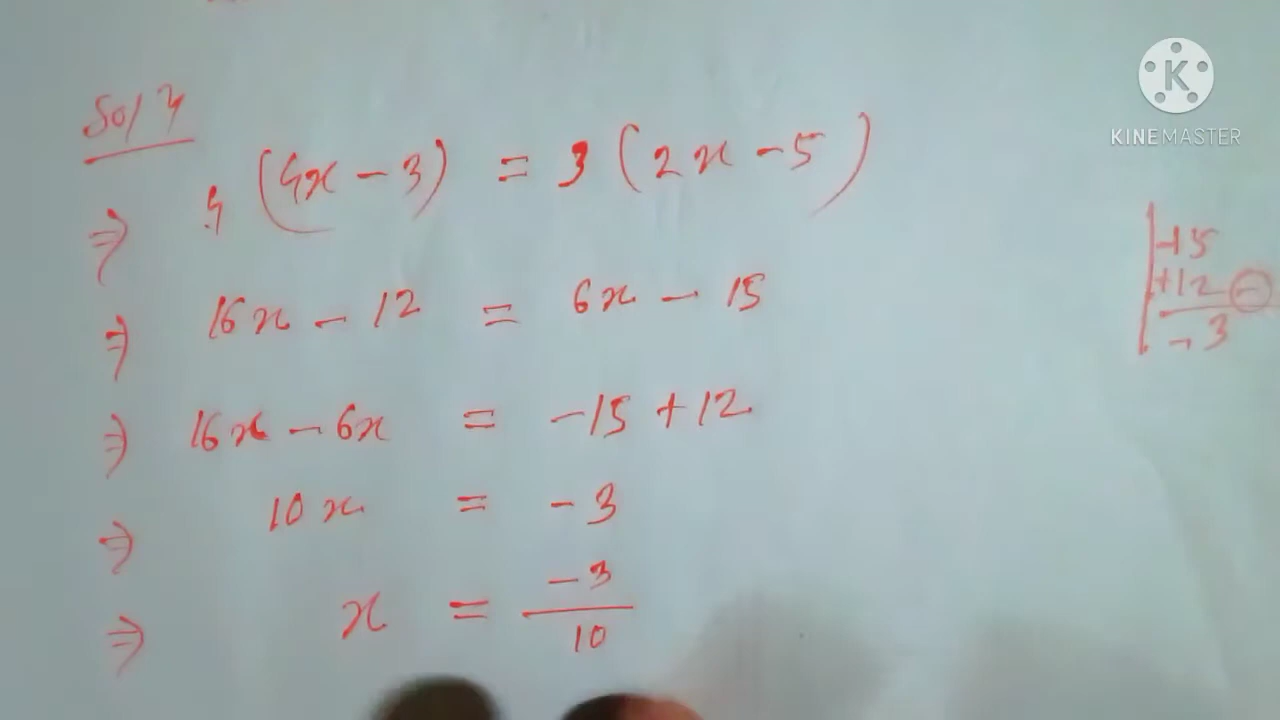 Sol 4
⇒ 4 (4x - 3) = 3 (2x - 5)
⇒ 16x - 12 = 6x - 15
⇒ 16x - 6x = -15 + 12
⇒ 10x = -3
⇒ x = -3/10
-15
+12 -
-3
KINEMASTER